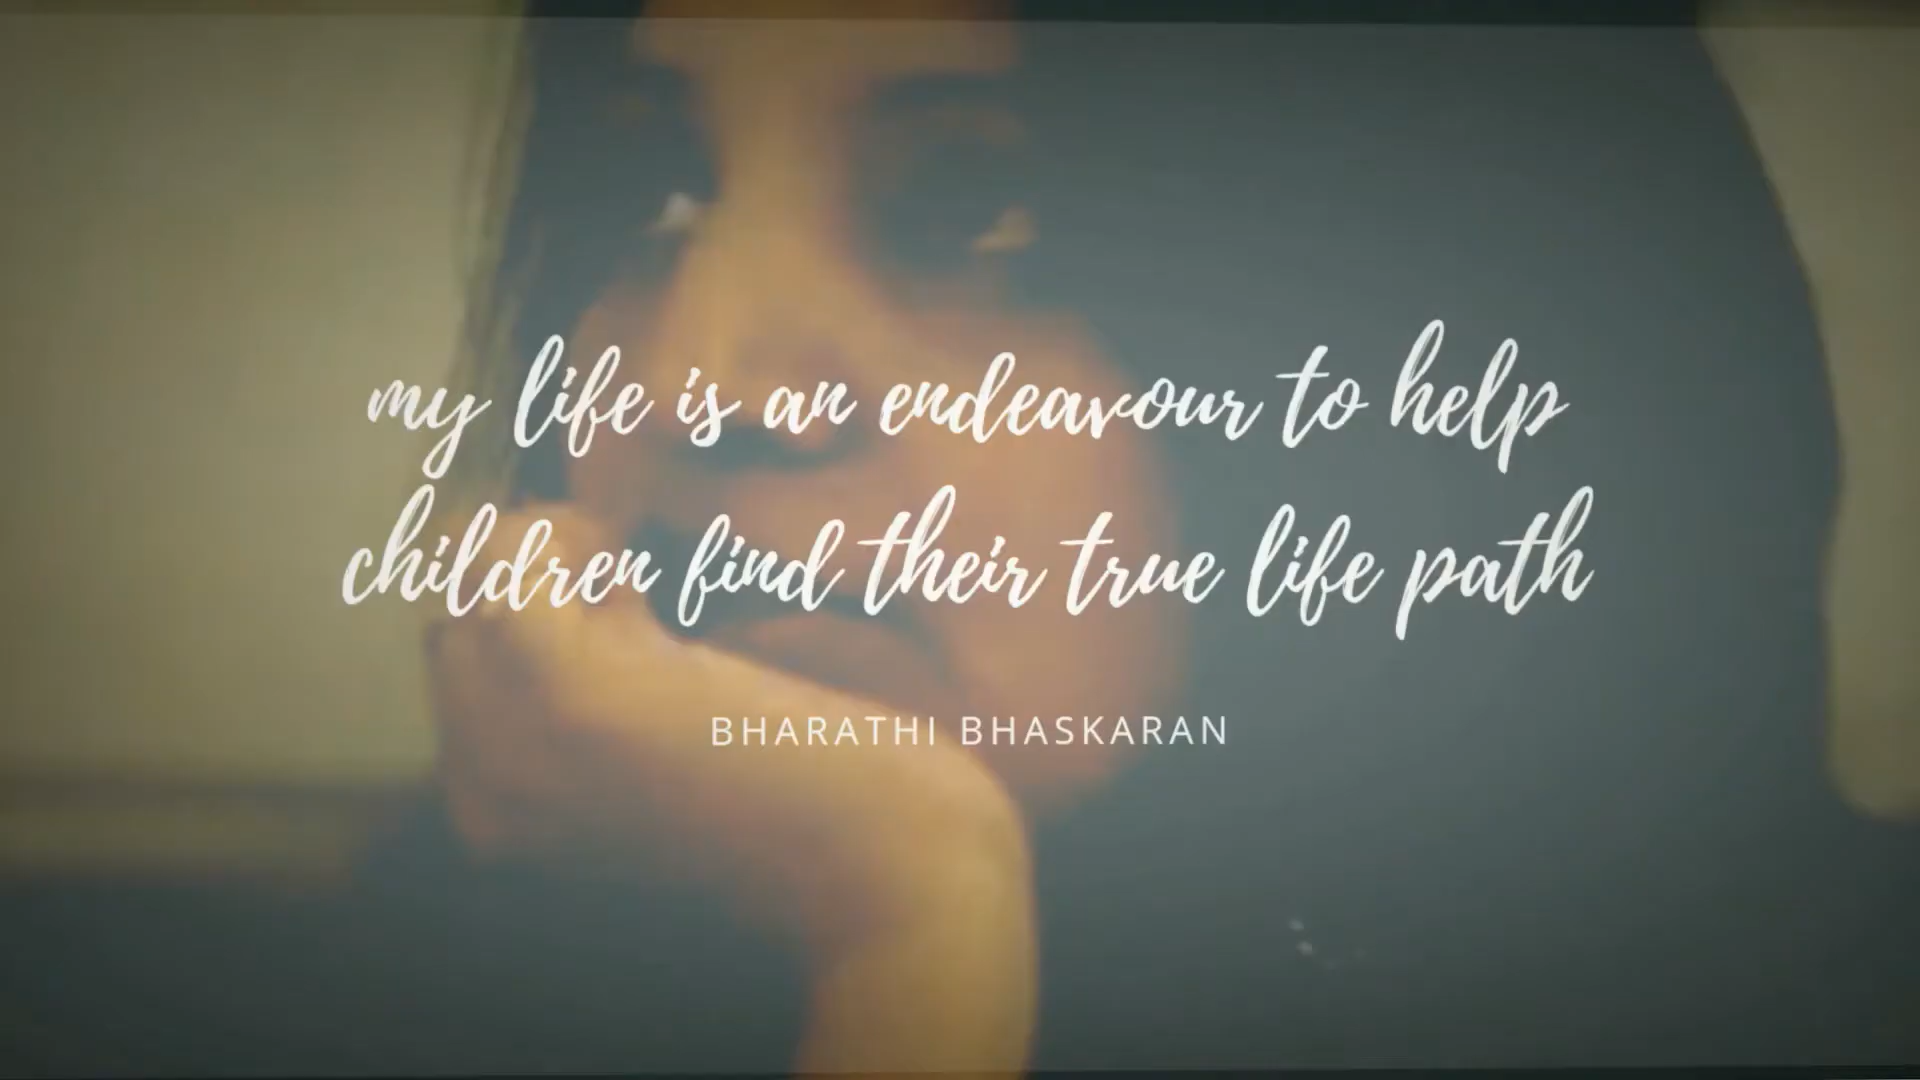 my life is an endeavour to help
children find their true life path
BHARATHI BHASKARAN